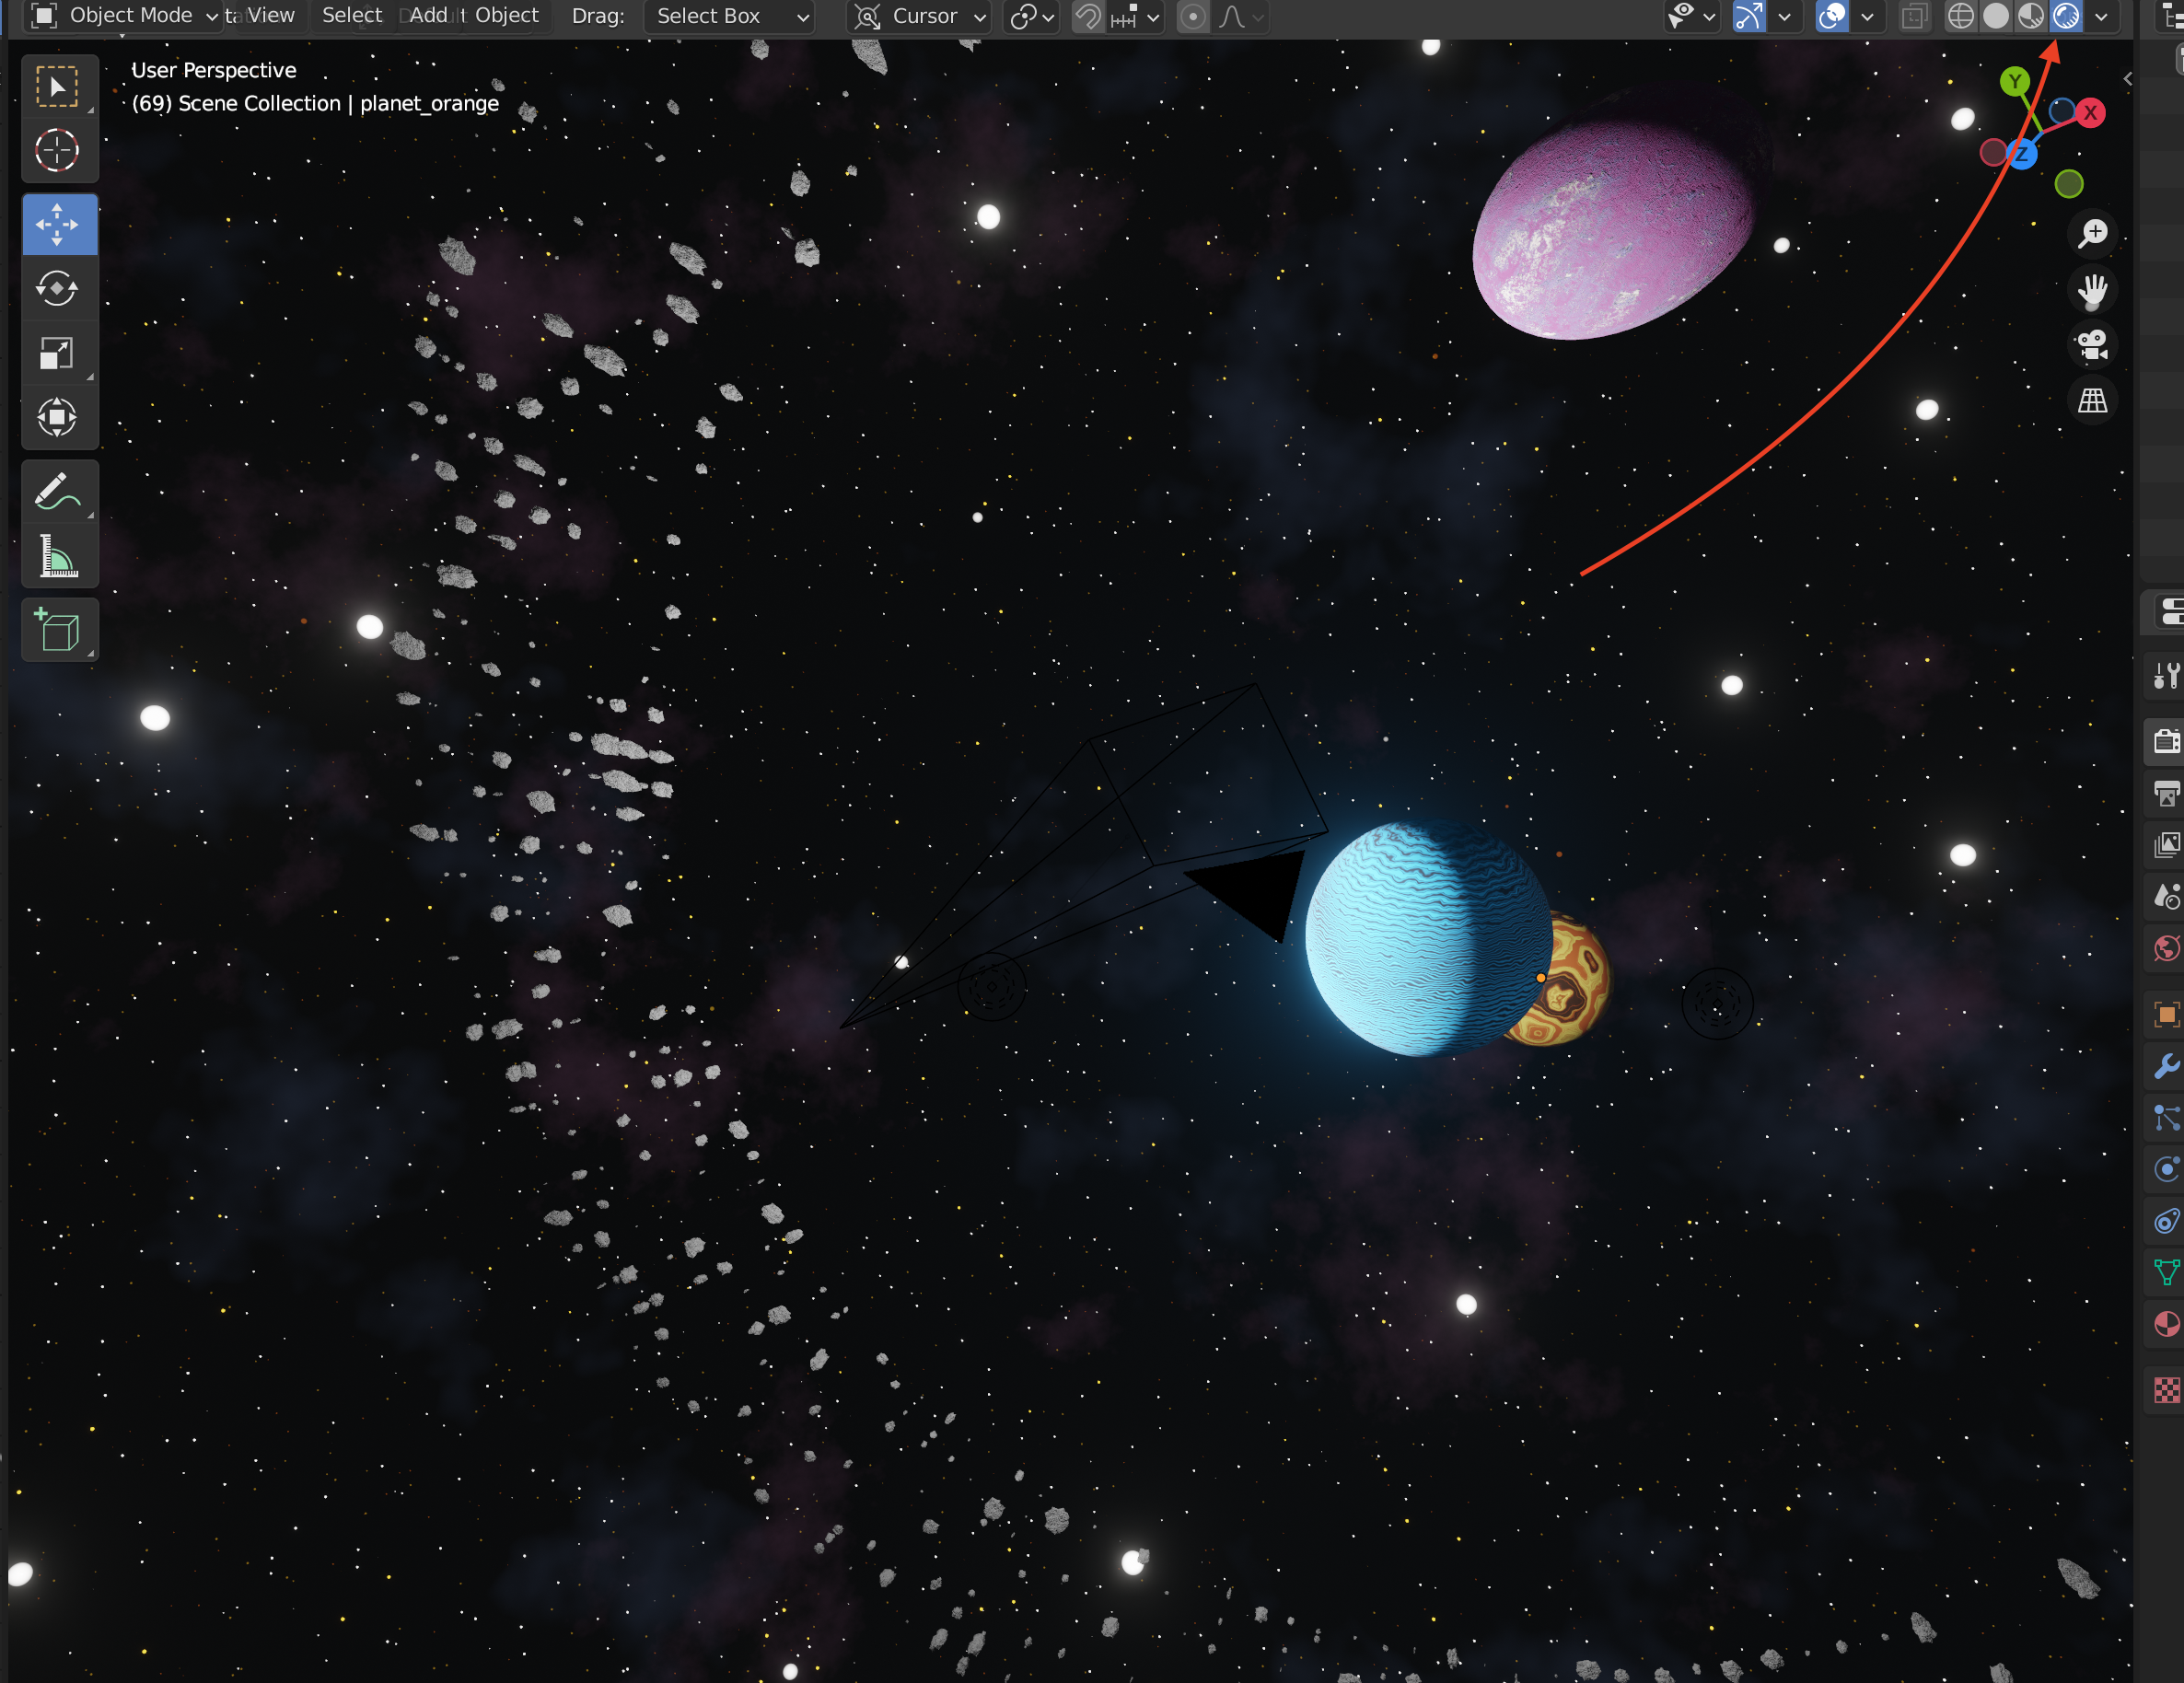 Object Mode View Select Add Object Drag: Select Box Cursor
User Perspective
(69) Scene Collection | planet_orange
Y
X
Z